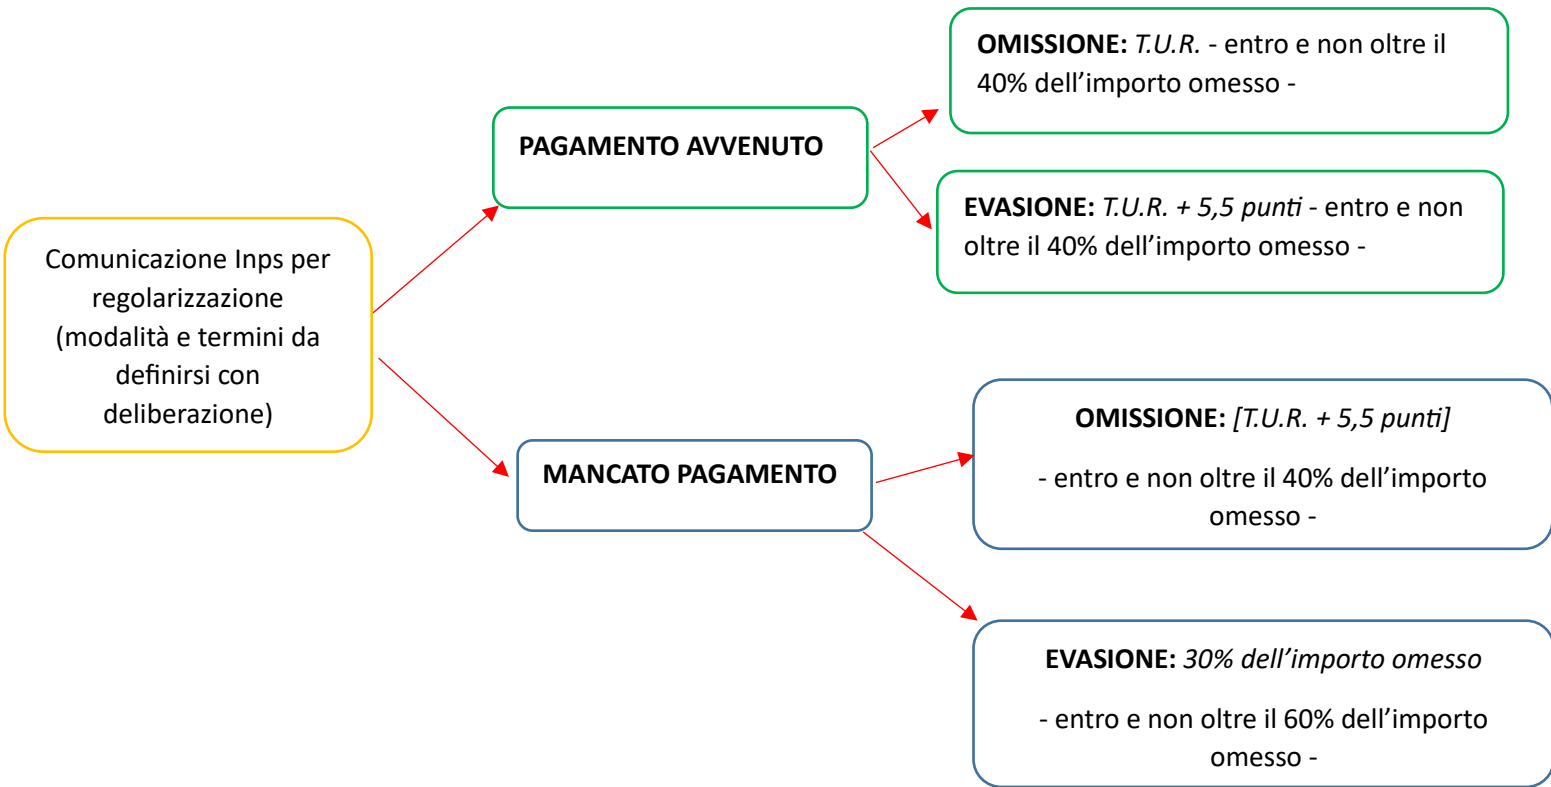 Comunicazione Inps per
regolarizzazione
(modalità e termini da
definirsi con
deliberazione)
PAGAMENTO AVVENUTO
OMISSIONE: T.U.R. - entro e non oltre il
40% dell’importo omesso -
EVASIONE: T.U.R. + 5,5 punti - entro e non
oltre il 40% dell’importo omesso -
MANCATO PAGAMENTO
OMISSIONE: [T.U.R. + 5,5 punti]
- entro e non oltre il 40% dell’importo
omesso -
EVASIONE: 30% dell’importo omesso
- entro e non oltre il 60% dell’importo
omesso -